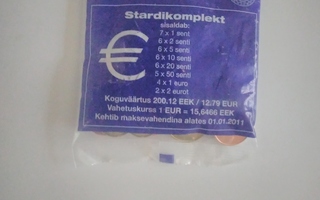 Stardikomplekt
sisaldab:
7 x 1 senti
6 x 2 senti
6 x 5 senti
6 x 10 senti
6 x 20 senti
5 x 50 senti
4 x 1 euro
2 x 2 eurot
€
Koguväärtus 200,12 EEK / 12,79 EUR
Vahetuskurss 1 EUR = 15,6466 EEK
Kehtib maksevahendina alates 01.01.2011